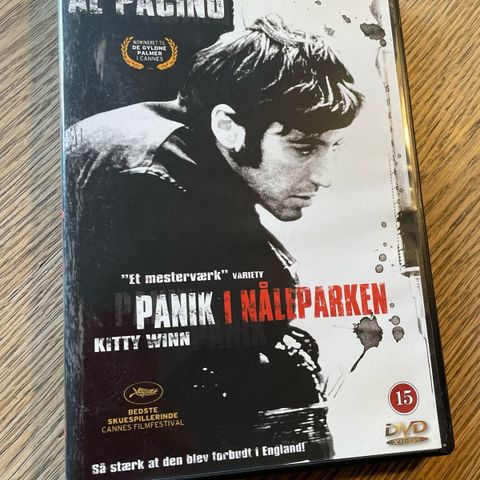 AL PACINO
NOMINERET TIL
DE GYLDNE
PALMER
I CANNES
"Et mesterværk" VARIETY
PANIK I NÅLEPARKEN
KITTY WINN
BEDSTE
SKUESPILLERINDE
CANNES FILMFESTIVAL
15
DVD
VIDEO
Så stærk at den blev forbudt i England!